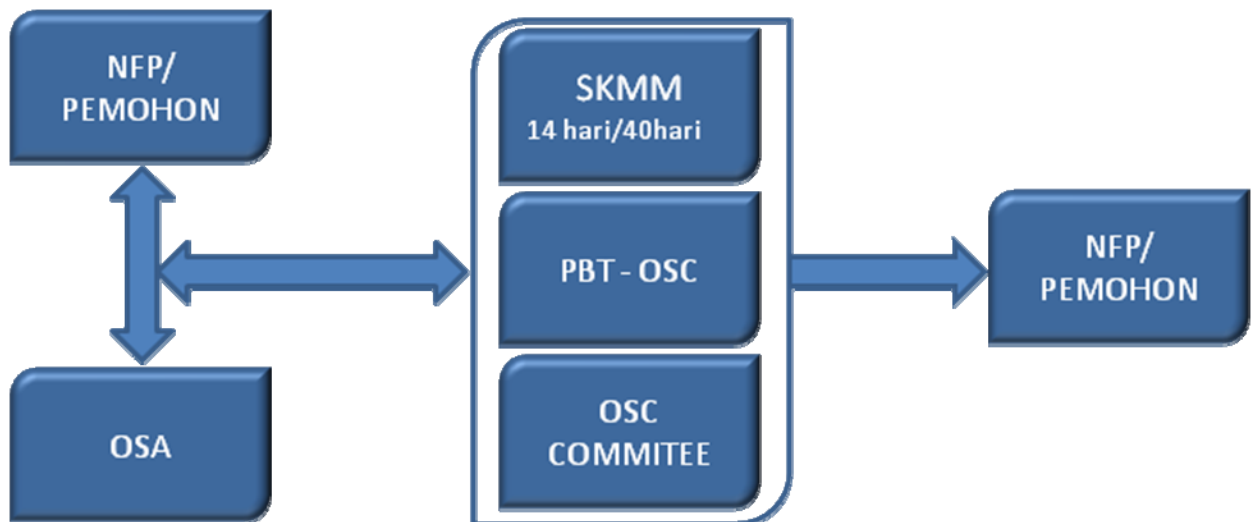 NFP/
PEMOHON
OSA
SKMM
14 hari/40hari
PBT - OSC
OSC
COMMITEE
NFP/
PEMOHON